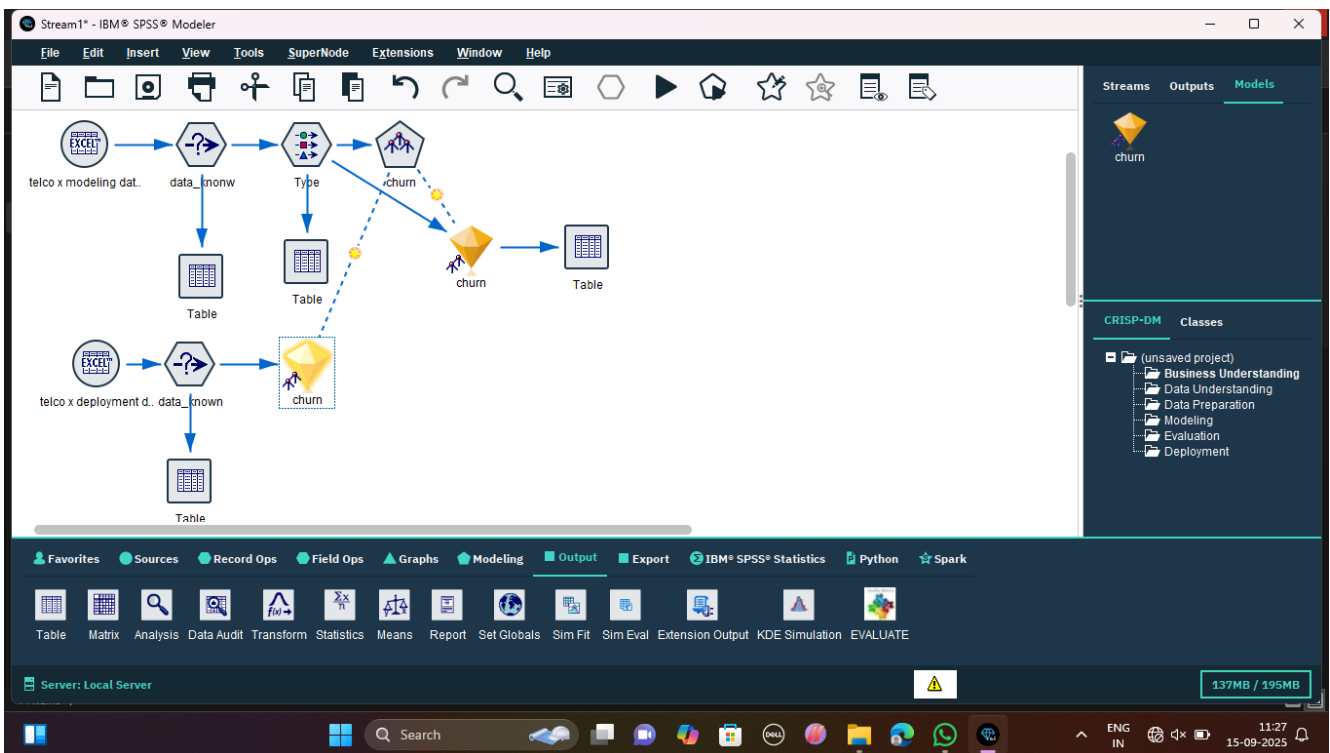 Stream1* - IBM® SPSS® Modeler
File Edit Insert View Tools SuperNode Extensions Window Help
Streams Outputs Models
churn
EXCEL™
telco x modeling dat..
data_knonw
Type
churn
Table
Table
churn
Table
EXCEL™
telco x deployment d..
data_known
churn
Table
CRISP-DM Classes
(unsaved project)
Business Understanding
Data Understanding
Data Preparation
Modeling
Evaluation
Deployment
Favorites Sources Record Ops Field Ops Graphs Modeling Output Export IBM® SPSS® Statistics Python Spark
Table Matrix Analysis Data Audit Transform Statistics Means Report Set Globals Sim Fit Sim Eval Extension Output KDE Simulation EVALUATE
Server: Local Server
137MB / 195MB
Search
DELL
ENG
IN
11:27
15-09-2025